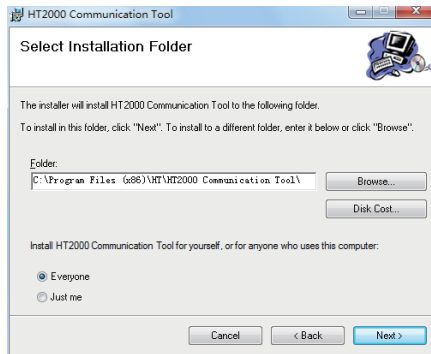 HT2000 Communication Tool
Select Installation Folder
The installer will install HT2000 Communication Tool to the following folder.
To install in this folder, click "Next". To install to a different folder, enter it below or click "Browse".
Folder:
C:\Program Files (x86)\HT\HT2000 Communication Tool\
Browse...
Disk Cost...
Install HT2000 Communication Tool for yourself, or for anyone who uses this computer:
Everyone
Just me
Cancel
< Back
Next >